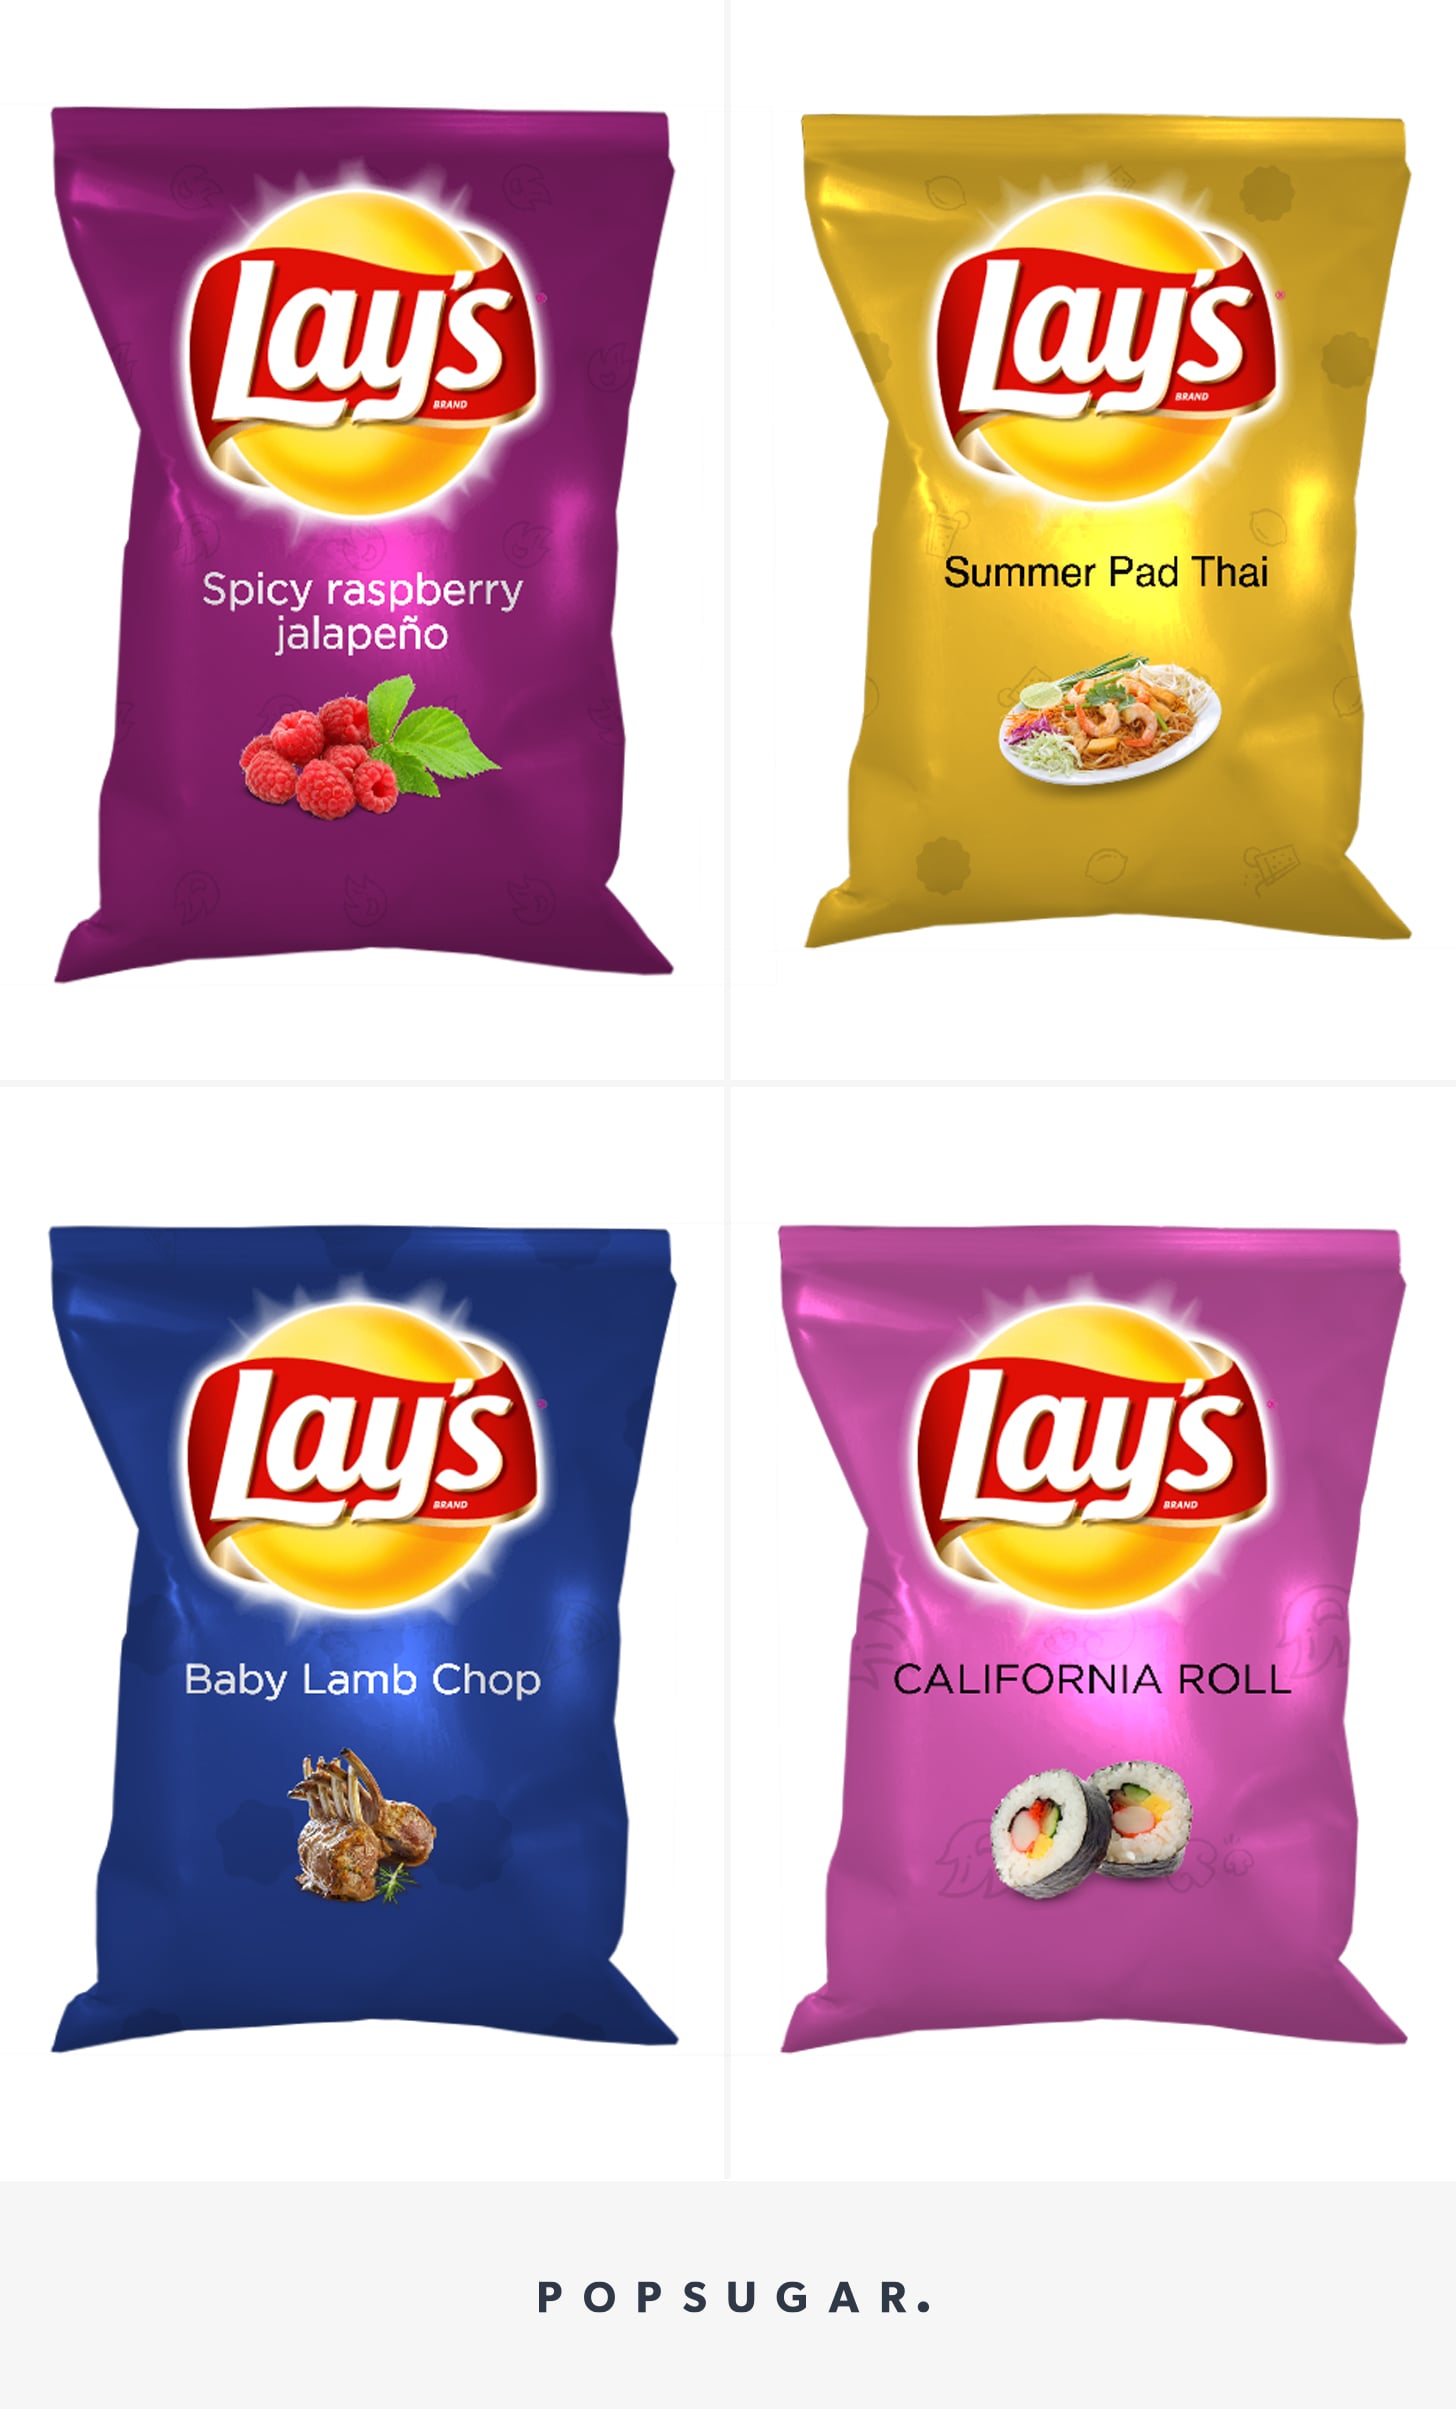 Lay's
BRAND
Spicy raspberry
jalapeño
Lay's
BRAND
Summer Pad Thai
Lay's
BRAND
Baby Lamb Chop
Lay's
BRAND
CALIFORNIA ROLL
POPSUGAR.